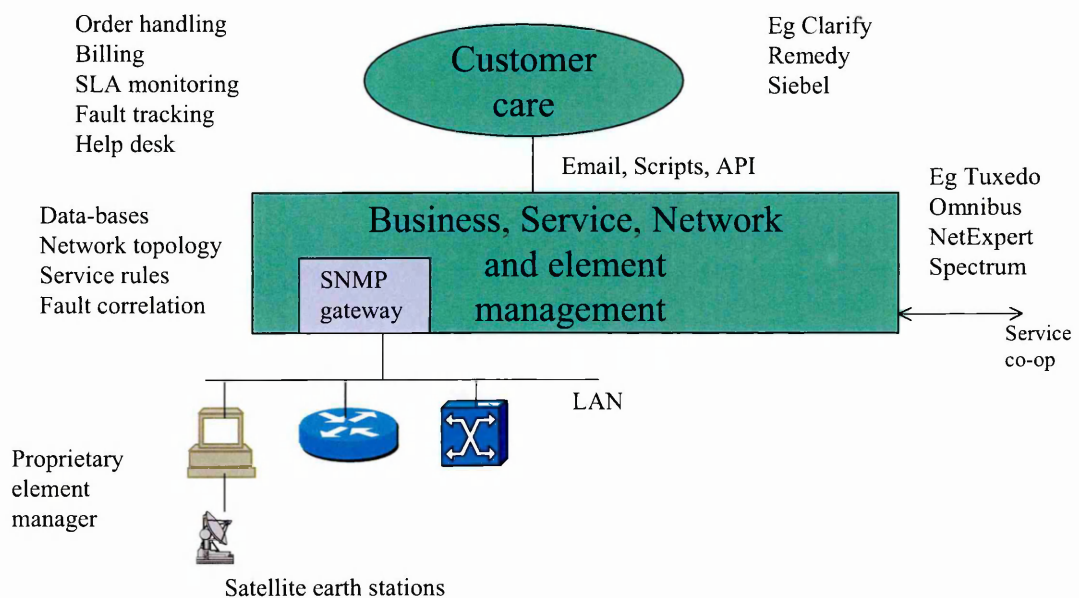 Order handling
Billing
SLA monitoring
Fault tracking
Help desk
Customer
care
Eg Clarify
Remedy
Siebel
Email, Scripts, API
Data-bases
Network topology
Service rules
Fault correlation
Business, Service, Network
and element
management
SNMP
gateway
Eg Tuxedo
Omnibus
NetExpert
Spectrum
Service
co-op
LAN
Proprietary
element
manager
Satellite earth stations